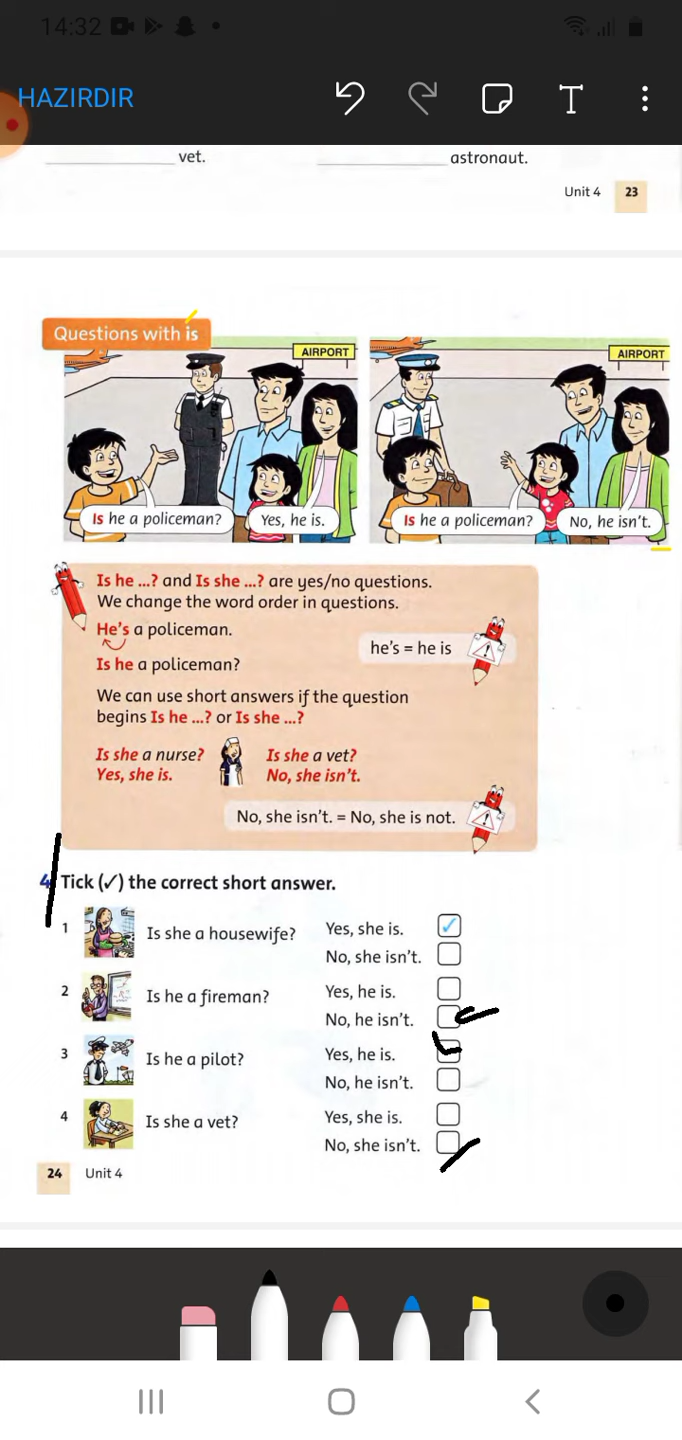 14:32
HAZIRDIR
T
vet.
astronaut.
Unit 4 23
Questions with is
AIRPORT
Is he a policeman?
Yes, he is.
AIRPORT
Is he a policeman?
No, he isn't.
Is he ...? and Is she ...? are yes/no questions.
We change the word order in questions.
He's a policeman.
he's = he is
Is he a policeman?
We can use short answers if the question
begins Is he ...? or Is she ...?
Is she a nurse? Is she a vet?
Yes, she is. No, she isn't.
No, she isn't. = No, she is not.
4 Tick (✓) the correct short answer.
1 Is she a housewife? Yes, she is. ✓
No, she isn't.
2 Is he a fireman? Yes, he is.
No, he isn't.
3 Is he a pilot? Yes, he is.
No, he isn't.
4 Is she a vet? Yes, she is.
No, she isn't.
24 Unit 4